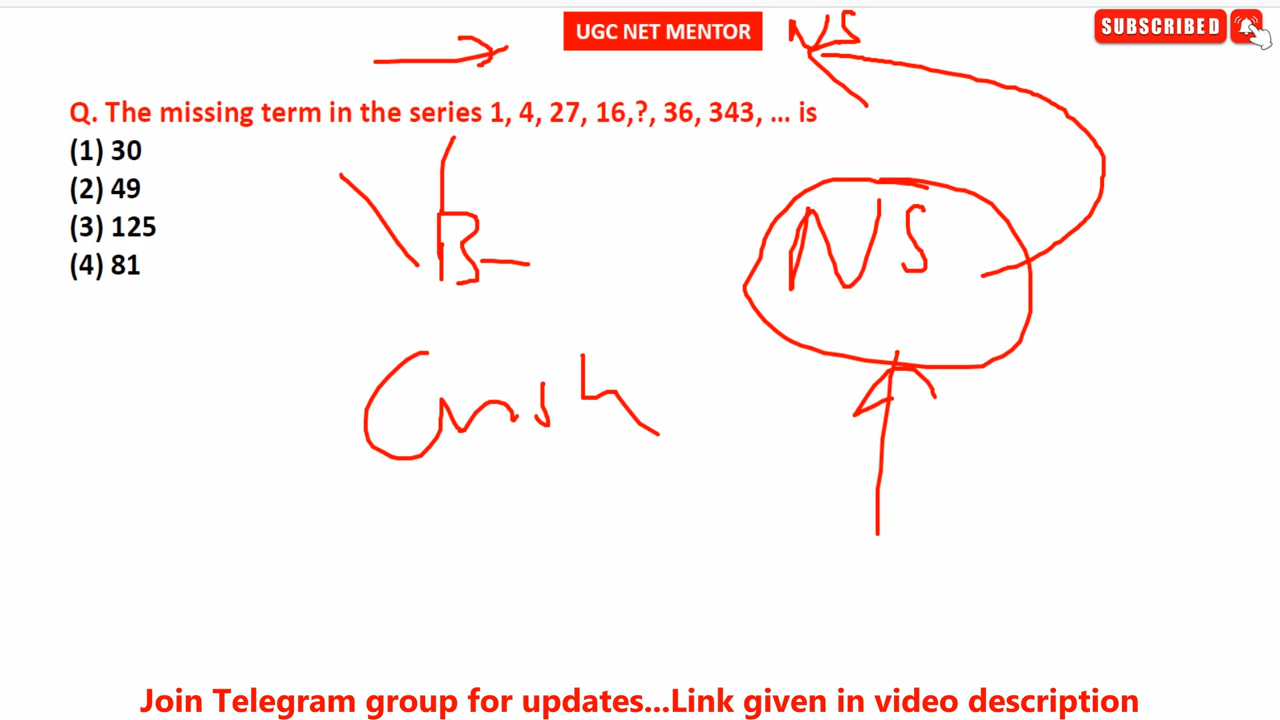 UGC NET MENTOR
NS
SUBSCRIBED
Q. The missing term in the series 1, 4, 27, 16,?, 36, 343, ... is
(1) 30
(2) 49
(3) 125
(4) 81
NS
Join Telegram group for updates...Link given in video description